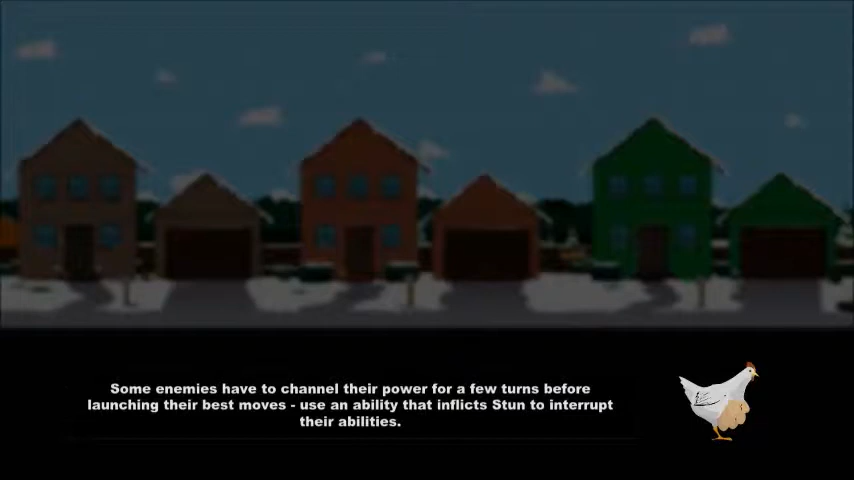 Some enemies have to channel their power for a few turns before
launching their best moves - use an ability that inflicts Stun to interrupt
their abilities.